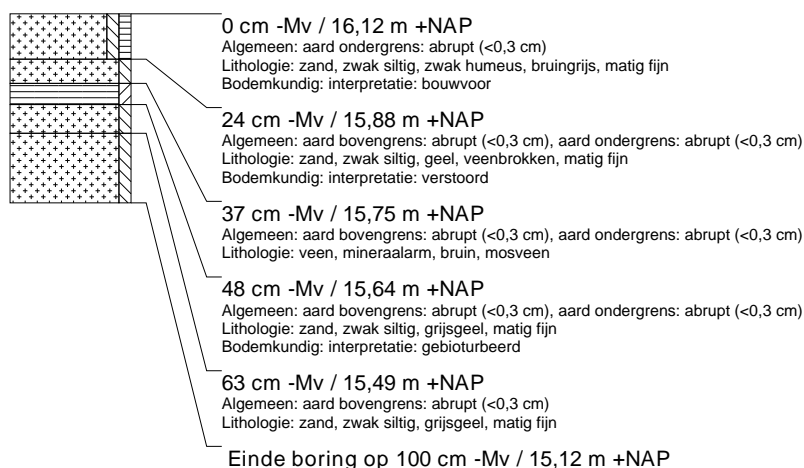 0 cm -Mv / 16,12 m +NAP
Algemeen: aard ondergrens: abrupt (<0,3 cm)
Lithologie: zand, zwak siltig, zwak humeus, bruingrijs, matig fijn
Bodemkundig: interpretatie: bouwvoor
24 cm -Mv / 15,88 m +NAP
Algemeen: aard bovengrens: abrupt (<0,3 cm), aard ondergrens: abrupt (<0,3 cm)
Lithologie: zand, zwak siltig, geel, veenbrokken, matig fijn
Bodemkundig: interpretatie: verstoord
37 cm -Mv / 15,75 m +NAP
Algemeen: aard bovengrens: abrupt (<0,3 cm), aard ondergrens: abrupt (<0,3 cm)
Lithologie: veen, mineraalarm, bruin, mosveen
48 cm -Mv / 15,64 m +NAP
Algemeen: aard bovengrens: abrupt (<0,3 cm), aard ondergrens: abrupt (<0,3 cm)
Lithologie: zand, zwak siltig, grijsgeel, matig fijn
Bodemkundig: interpretatie: gebioturbeerd
63 cm -Mv / 15,49 m +NAP
Algemeen: aard bovengrens: abrupt (<0,3 cm)
Lithologie: zand, zwak siltig, grijsgeel, matig fijn
Einde boring op 100 cm -Mv / 15,12 m +NAP